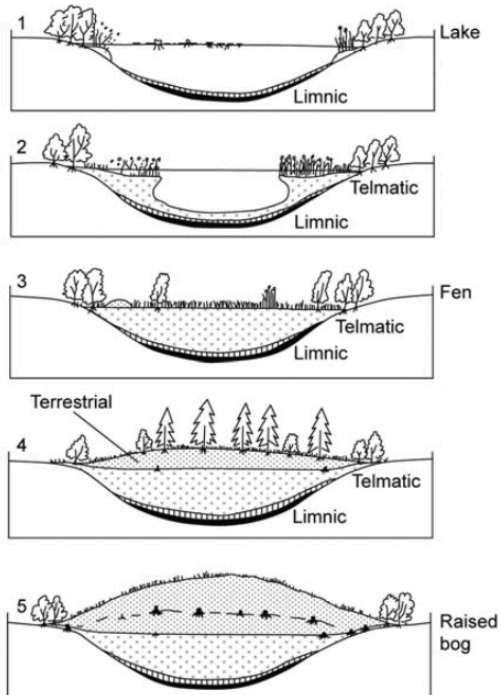 1
Lake
Limnic
2
Telmatic
Limnic
3
Fen
Telmatic
Limnic
Terrestrial
4
Telmatic
Limnic
5
Raised
bog